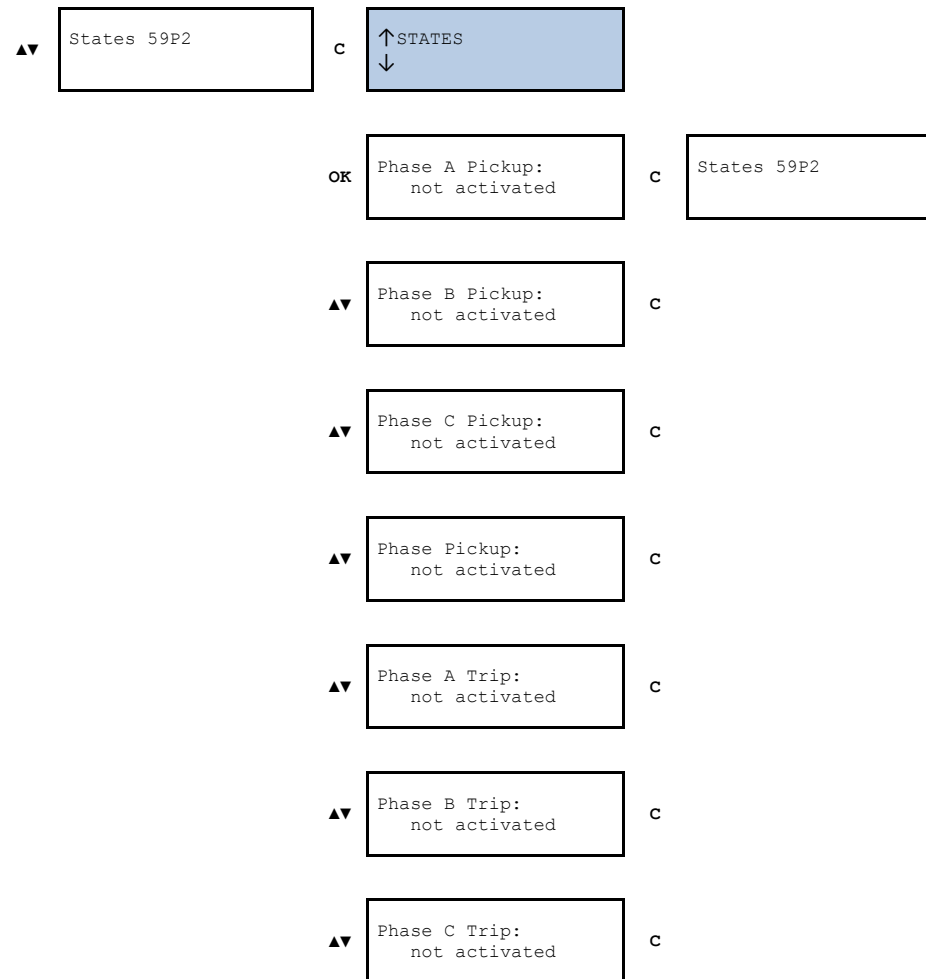 ▲▼ States 59P2 C ↑STATES
↓
OK Phase A Pickup: C States 59P2
not activated
▲▼ Phase B Pickup: C
not activated
▲▼ Phase C Pickup: C
not activated
▲▼ Phase Pickup: C
not activated
▲▼ Phase A Trip: C
not activated
▲▼ Phase B Trip: C
not activated
▲▼ Phase C Trip: C
not activated